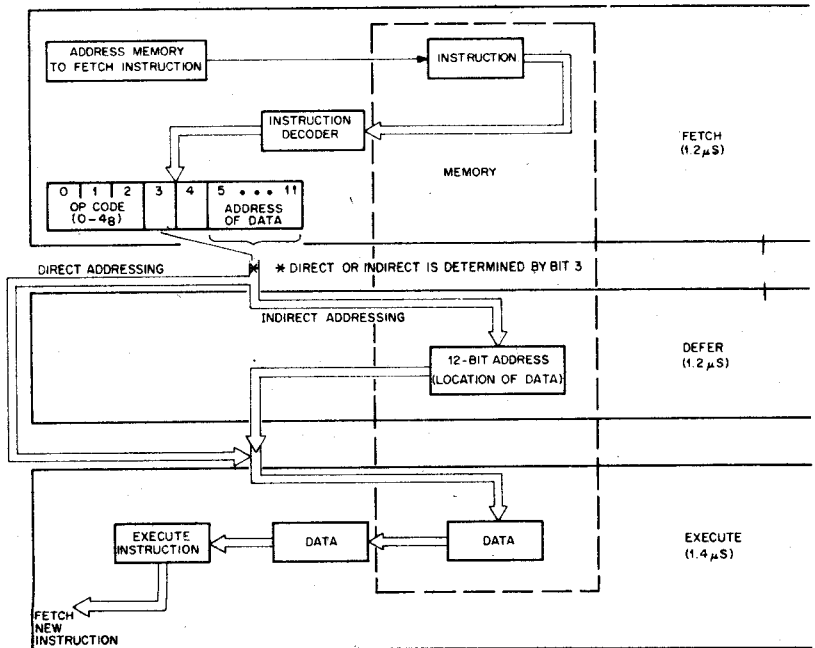 ADDRESS MEMORY
TO FETCH INSTRUCTION
INSTRUCTION
INSTRUCTION
DECODER
FETCH
(1.2 μS)
MEMORY
0 1 2 3 4 5 • • • 11
OP CODE
(0-4₈)
ADDRESS
OF DATA
DIRECT ADDRESSING
* * DIRECT OR INDIRECT IS DETERMINED BY BIT 3
INDIRECT ADDRESSING
12-BIT ADDRESS
(LOCATION OF DATA)
DEFER
(1.2 μS)
EXECUTE
INSTRUCTION
DATA
DATA
EXECUTE
(1.4 μS)
FETCH
NEW
INSTRUCTION